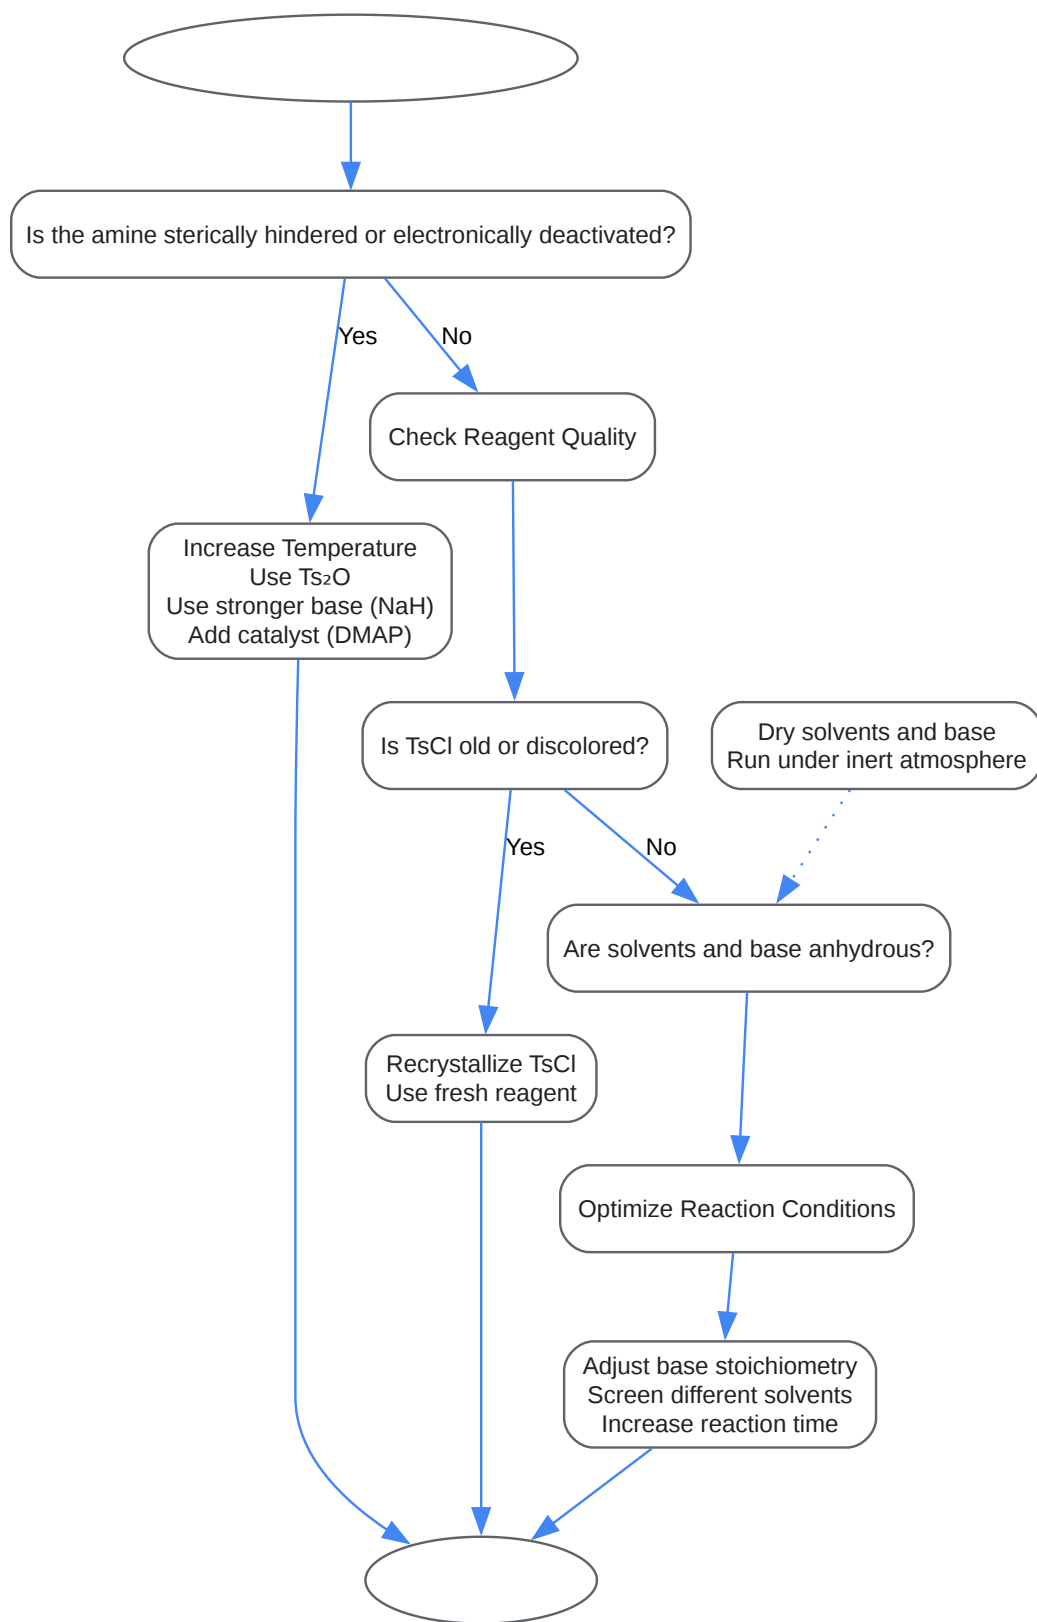 Is the amine sterically hindered or electronically deactivated?
Yes
No
Check Reagent Quality
Increase Temperature
Use Ts₂O
Use stronger base (NaH)
Add catalyst (DMAP)
Is TsCl old or discolored?
Dry solvents and base
Run under inert atmosphere
Yes
No
Are solvents and base anhydrous?
Recrystallize TsCl
Use fresh reagent
Optimize Reaction Conditions
Adjust base stoichiometry
Screen different solvents
Increase reaction time